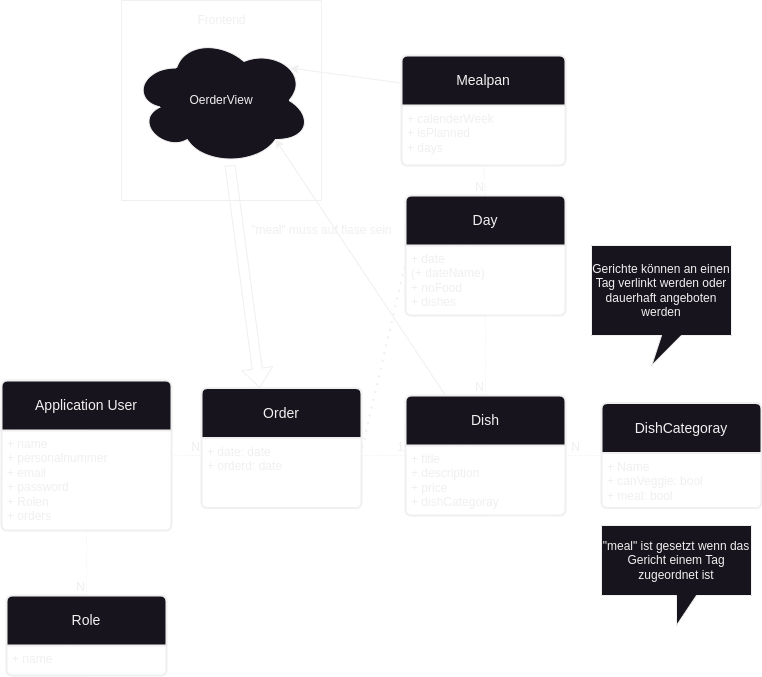 Frontend
OerderView
Mealpan
+ calenderWeek
+ isPlanned
+ days
N
Day
+ date
(+ dateName)
+ noFood
+ dishes
"meal" muss auf flase sein
Gerichte können an einen
Tag verlinkt werden oder
dauerhaft angeboten
werden
N
Application User
+ name
+ personalnummer
+ email
+ password
+ Rolen
+ orders
N
Order
+ date: date
+ orderd: date
1
Dish
+ title
+ description
+ price
+ dishCategoray
N
DishCategoray
+ Name
+ canVeggie: bool
+ meal: bool
"meal" ist gesetzt wenn das
Gericht einem Tag
zugeordnet ist
N
Role
+ name